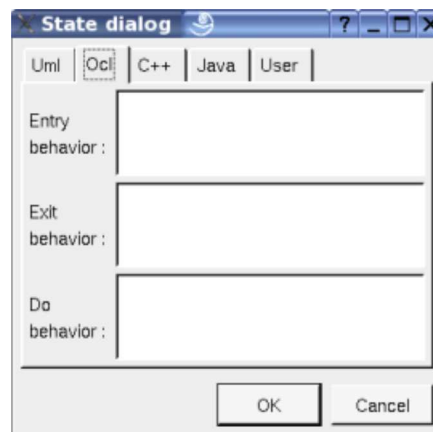 State dialog
Uml Ocl C++ Java User
Entry
behavior :
Exit
behavior :
Do
behavior :
OK Cancel